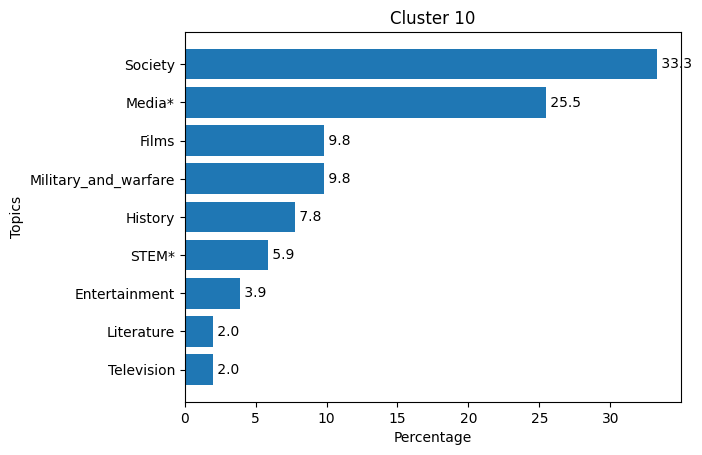 Cluster 10
Topics
Society 33.3
Media* 25.5
Films 9.8
Military_and_warfare 9.8
History 7.8
STEM* 5.9
Entertainment 3.9
Literature 2.0
Television 2.0
0 5 10 15 20 25 30
Percentage